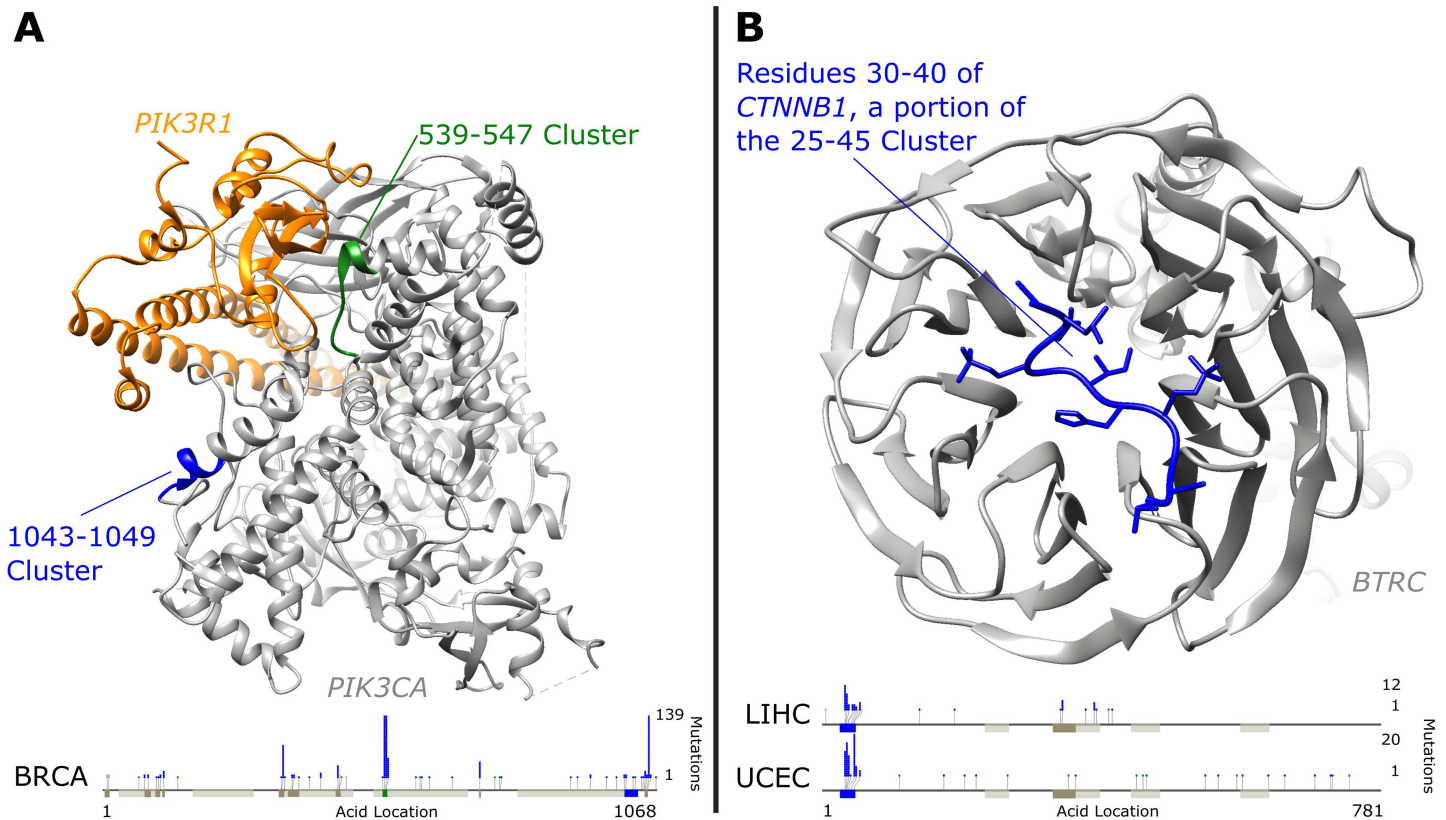 A
PIK3R1
539-547 Cluster
1043-1049
Cluster
PIK3CA
BRCA
139
1
Mutations
1
Acid Location
1068
B
Residues 30-40 of
CTNNB1, a portion of
the 25-45 Cluster
BTRC
LIHC
12
1
UCEC
20
1
Mutations
1
Acid Location
781